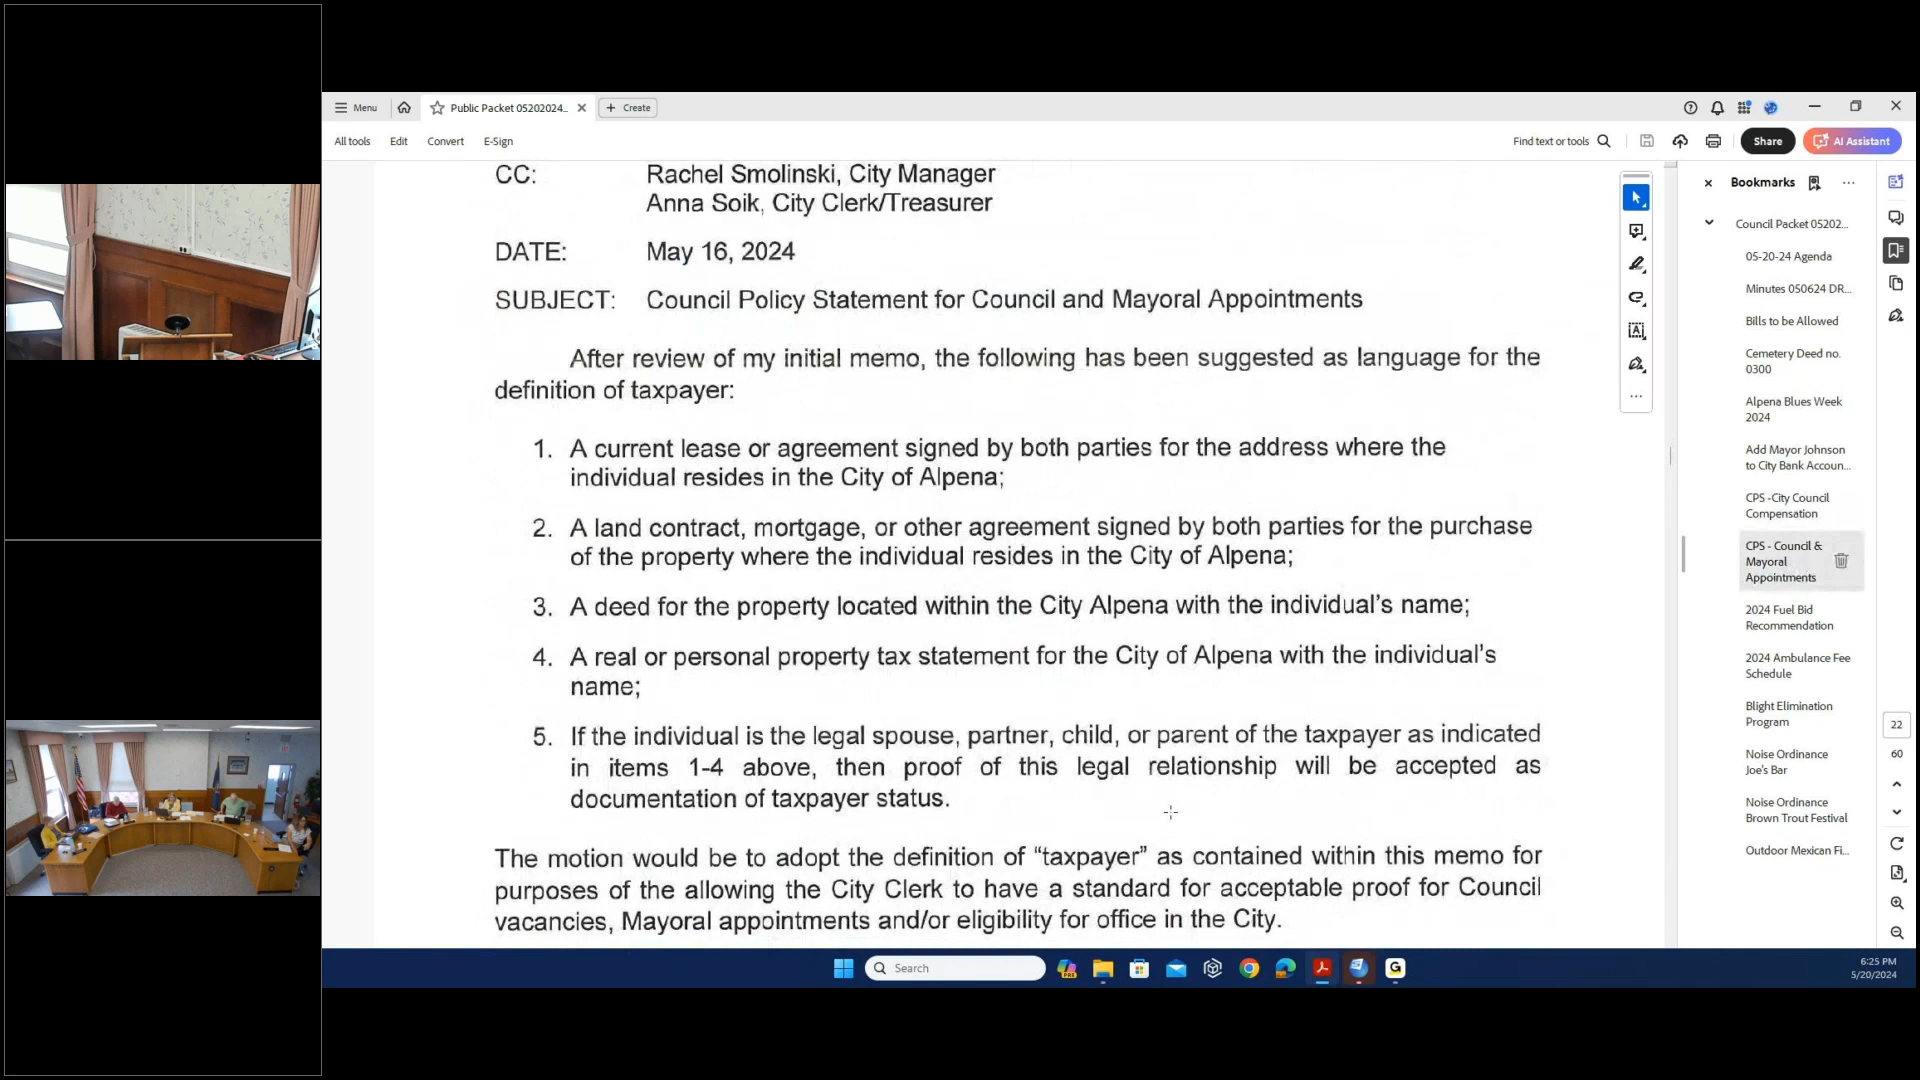 Menu
Public Packet 05202024...
Create
All tools
Edit
Convert
E-Sign
Find text or tools
Share
AI Assistant
CC: Rachel Smolinski, City Manager
Anna Soik, City Clerk/Treasurer
DATE: May 16, 2024
SUBJECT: Council Policy Statement for Council and Mayoral Appointments
After review of my initial memo, the following has been suggested as language for the
definition of taxpayer:
1. A current lease or agreement signed by both parties for the address where the
individual resides in the City of Alpena;
2. A land contract, mortgage, or other agreement signed by both parties for the purchase
of the property where the individual resides in the City of Alpena;
3. A deed for the property located within the City Alpena with the individual's name;
4. A real or personal property tax statement for the City of Alpena with the individual's
name;
5. If the individual is the legal spouse, partner, child, or parent of the taxpayer as indicated
in items 1-4 above, then proof of this legal relationship will be accepted as
documentation of taxpayer status.
The motion would be to adopt the definition of “taxpayer” as contained within this memo for
purposes of the allowing the City Clerk to have a standard for acceptable proof for Council
vacancies, Mayoral appointments and/or eligibility for office in the City.
Bookmarks
Council Packet 05202...
05-20-24 Agenda
Minutes 050624 DR...
Bills to be Allowed
Cemetery Deed no.
0300
Alpena Blues Week
2024
Add Mayor Johnson
to City Bank Accoun...
CPS -City Council
Compensation
CPS - Council &
Mayoral
Appointments
2024 Fuel Bid
Recommendation
2024 Ambulance Fee
Schedule
Blight Elimination
Program
Noise Ordinance
Joe's Bar
Noise Ordinance
Brown Trout Festival
Outdoor Mexican Fi...
22
60
Search
6:25 PM
5/20/2024